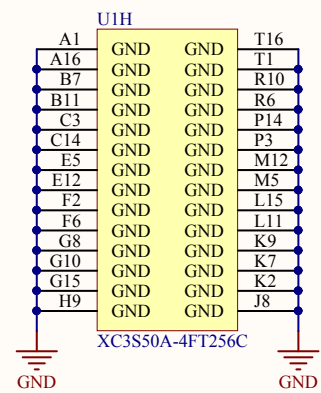 U1H
A1 GND GND T16
A16 GND GND T1
B7 GND GND R10
B11 GND GND R6
C3 GND GND P14
C14 GND GND P3
E5 GND GND M12
E12 GND GND M5
F2 GND GND L15
F6 GND GND L11
G8 GND GND K9
G10 GND GND K7
G15 GND GND K2
H9 GND GND J8
XC3S50A-4FT256C
GND GND